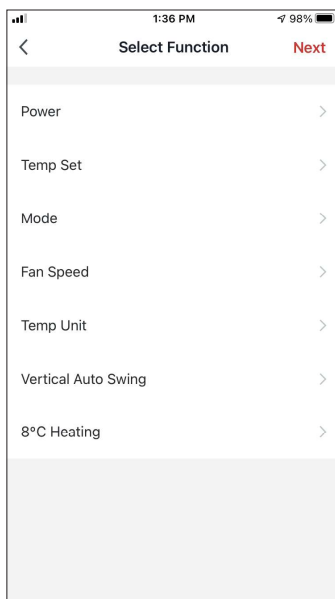 1:36 PM 98%
Select Function Next
Power
Temp Set
Mode
Fan Speed
Temp Unit
Vertical Auto Swing
8°C Heating